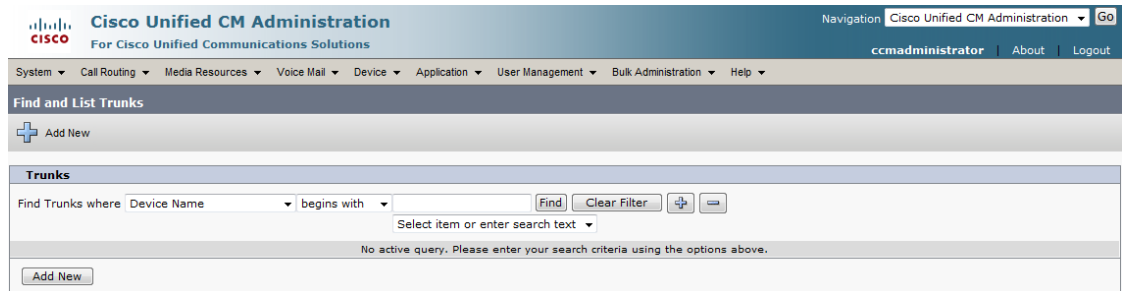 Cisco Unified CM Administration
Navigation Cisco Unified CM Administration Go
CISCO
For Cisco Unified Communications Solutions
ccmadministrator | About | Logout
System Call Routing Media Resources Voice Mail Device Application User Management Bulk Administration Help
Find and List Trunks
Add New
Trunks
Find Trunks where Device Name begins with Find Clear Filter
Select item or enter search text
No active query. Please enter your search criteria using the options above.
Add New